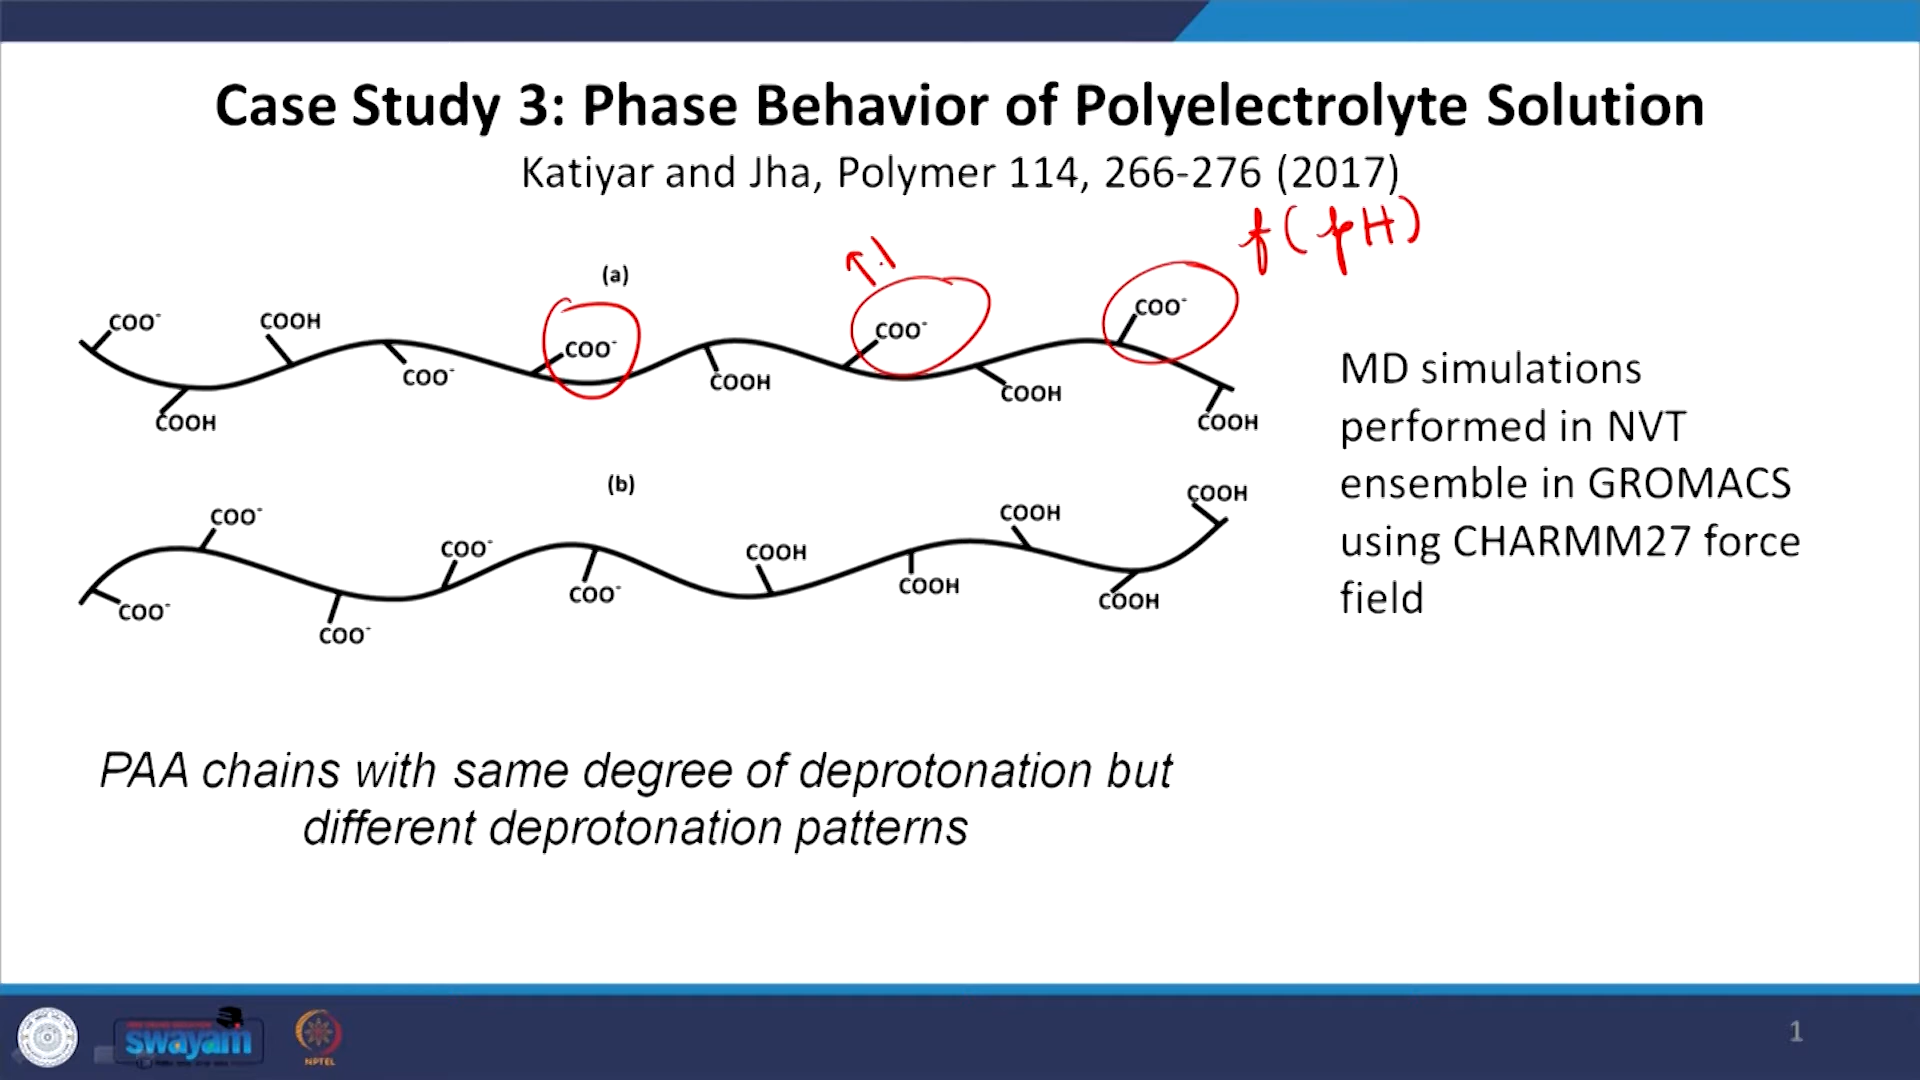 Case Study 3: Phase Behavior of Polyelectrolyte Solution
Katiyar and Jha, Polymer 114, 266-276 (2017)
f(pH)
(a)
COO⁻ COOH COO⁻ COO⁻ COOH COO⁻ COOH COO⁻ COOH
COOH
(b)
COO⁻ COO⁻ COO⁻ COO⁻ COOH COOH COOH COOH COOH
COO⁻
MD simulations
performed in NVT
ensemble in GROMACS
using CHARMM27 force
field
PAA chains with same degree of deprotonation but
different deprotonation patterns
swayam
NPTEL
1